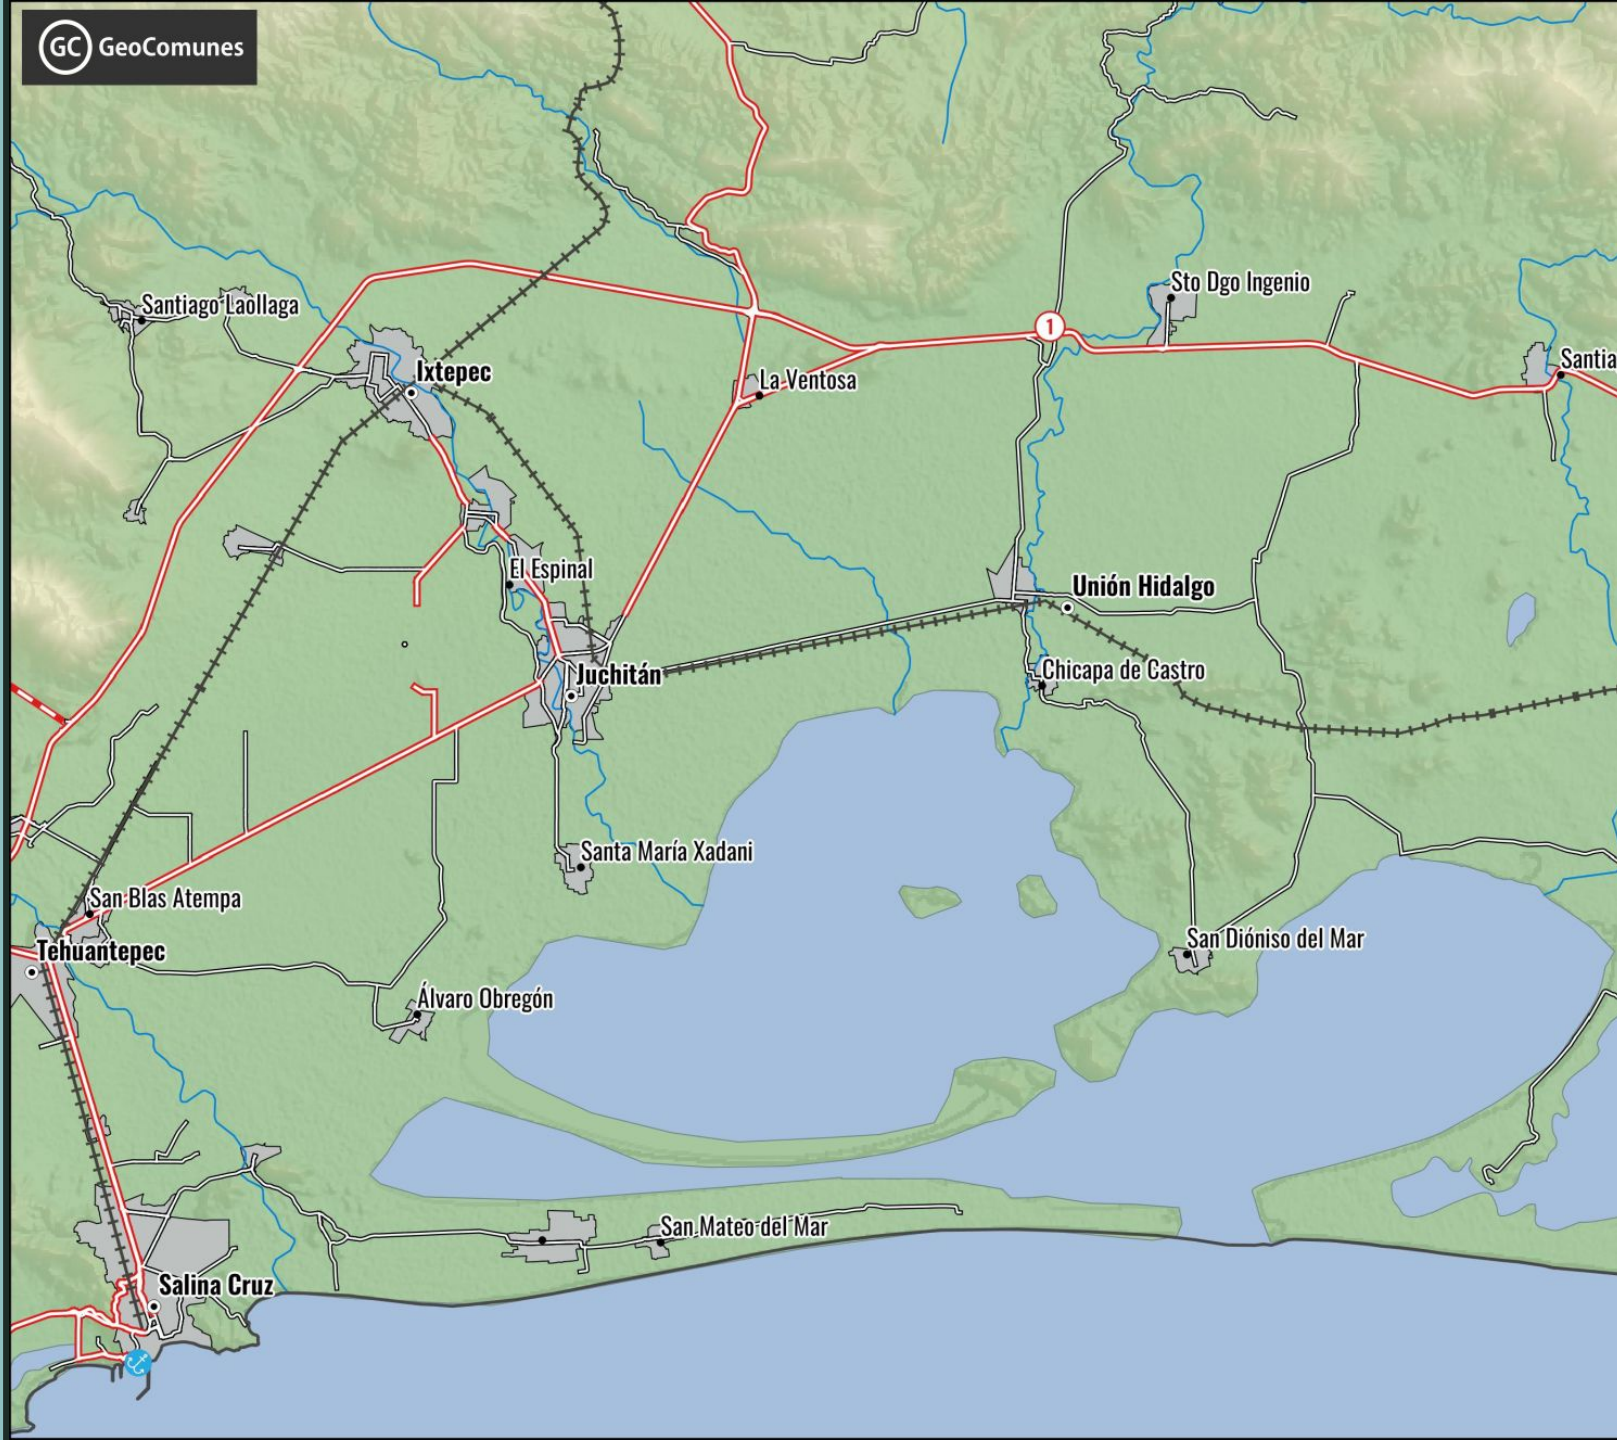 GC GeoComunes
Sto Dgo Ingenio
Santiago Laollaga
1
Santia
Ixtepec
La Ventosa
El Espinal
Unión Hidalgo
Juchitán
Chicapa de Castro
Santa María Xadani
San Blas Atempa
San Dióniso del Mar
Tehuantepec
Álvaro Obregón
San Mateo del Mar
Salina Cruz